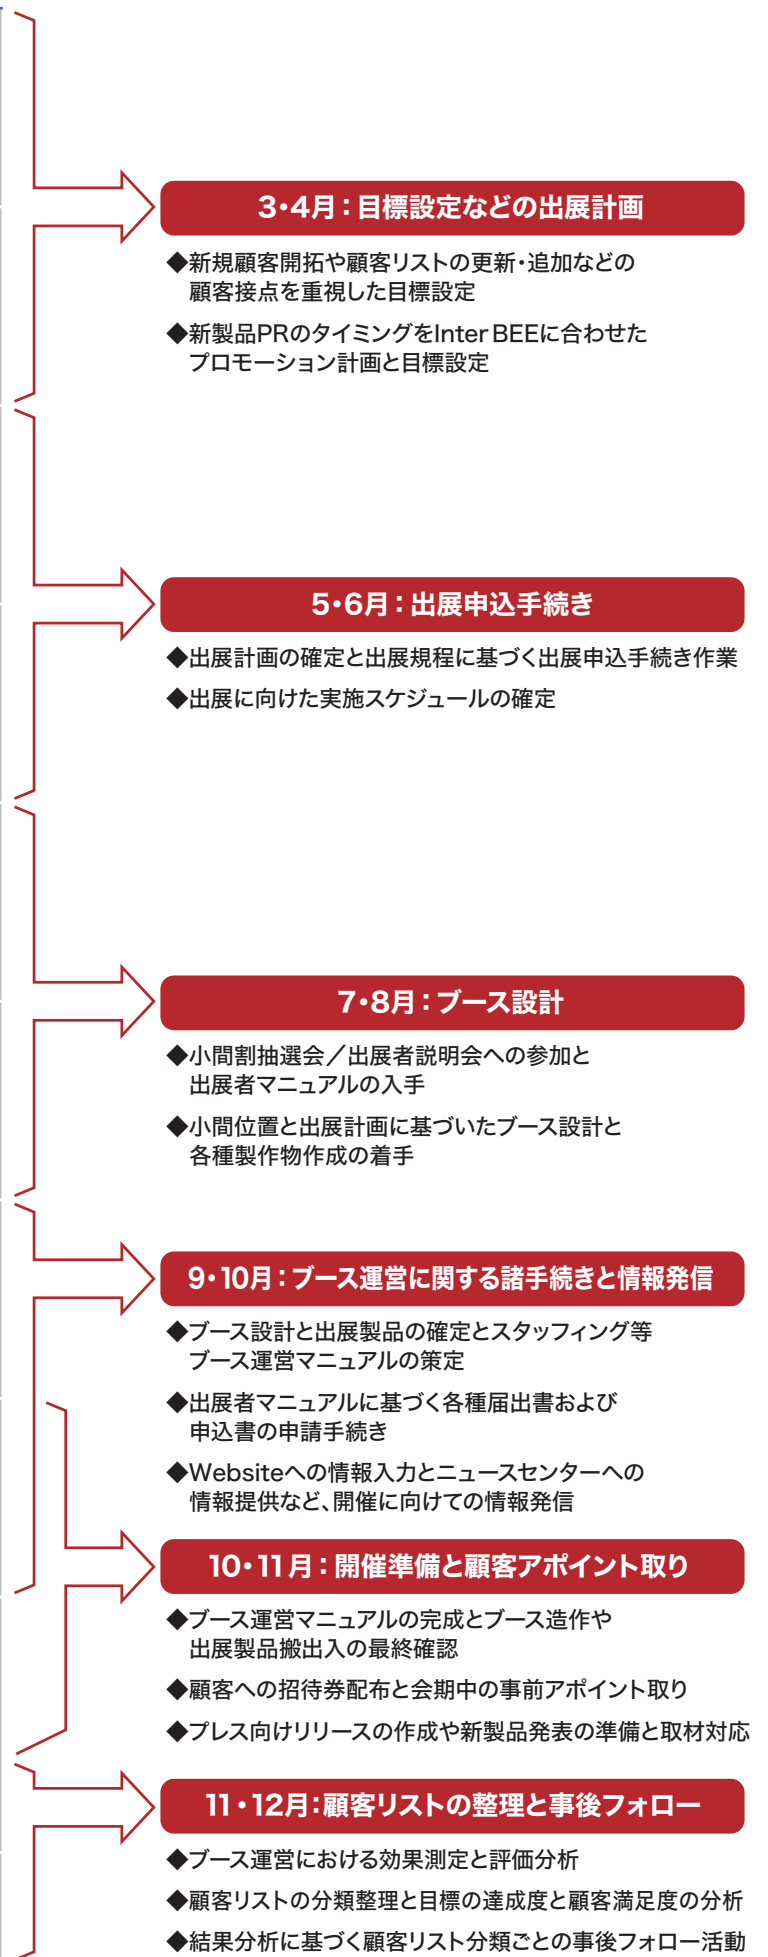 3・4月：目標設定などの出展計画
◆新規顧客開拓や顧客リストの更新・追加などの
顧客接点を重視した目標設定
◆新製品PRのタイミングをInter BEEに合わせた
プロモーション計画と目標設定
5・6月：出展申込手続き
◆出展計画の確定と出展規程に基づく出展申込手続き作業
◆出展に向けた実施スケジュールの確定
7・8月：ブース設計
◆小間割抽選会／出展者説明会への参加と
出展者マニュアルの入手
◆小間位置と出展計画に基づいたブース設計と
各種製作物作成の着手
9・10月：ブース運営に関する諸手続きと情報発信
◆ブース設計と出展製品の確定とスタッフィング等
ブース運営マニュアルの策定
◆出展者マニュアルに基づく各種届出書および
申込書の申請手続き
◆Websiteへの情報入力とニュースセンターへの
情報提供など、開催に向けての情報発信
10・11月：開催準備と顧客アポイント取り
◆ブース運営マニュアルの完成とブース造作や
出展製品搬出入の最終確認
◆顧客への招待券配布と会期中の事前アポイント取り
◆プレス向けリリースの作成や新製品発表の準備と取材対応
11・12月：顧客リストの整理と事後フォロー
◆ブース運営における効果測定と評価分析
◆顧客リストの分類整理と目標の達成度と顧客満足度の分析
◆結果分析に基づく顧客リスト分類ごとの事後フォロー活動